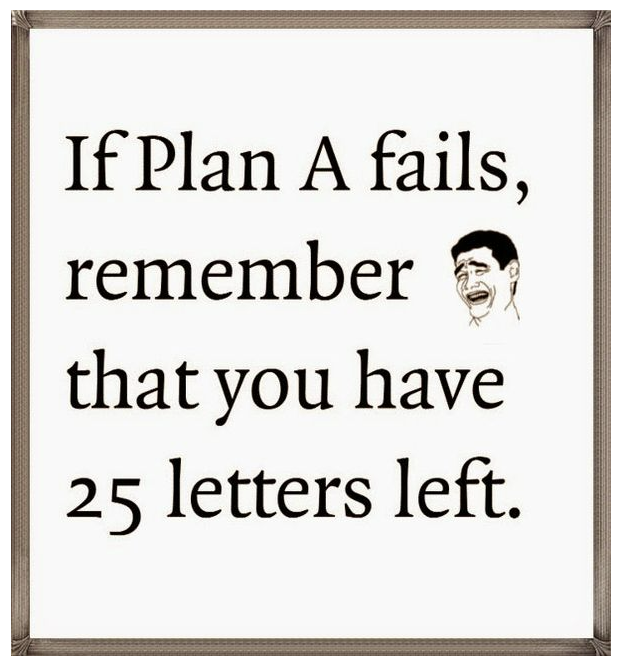 If Plan A fails,
remember
that you have
25 letters left.